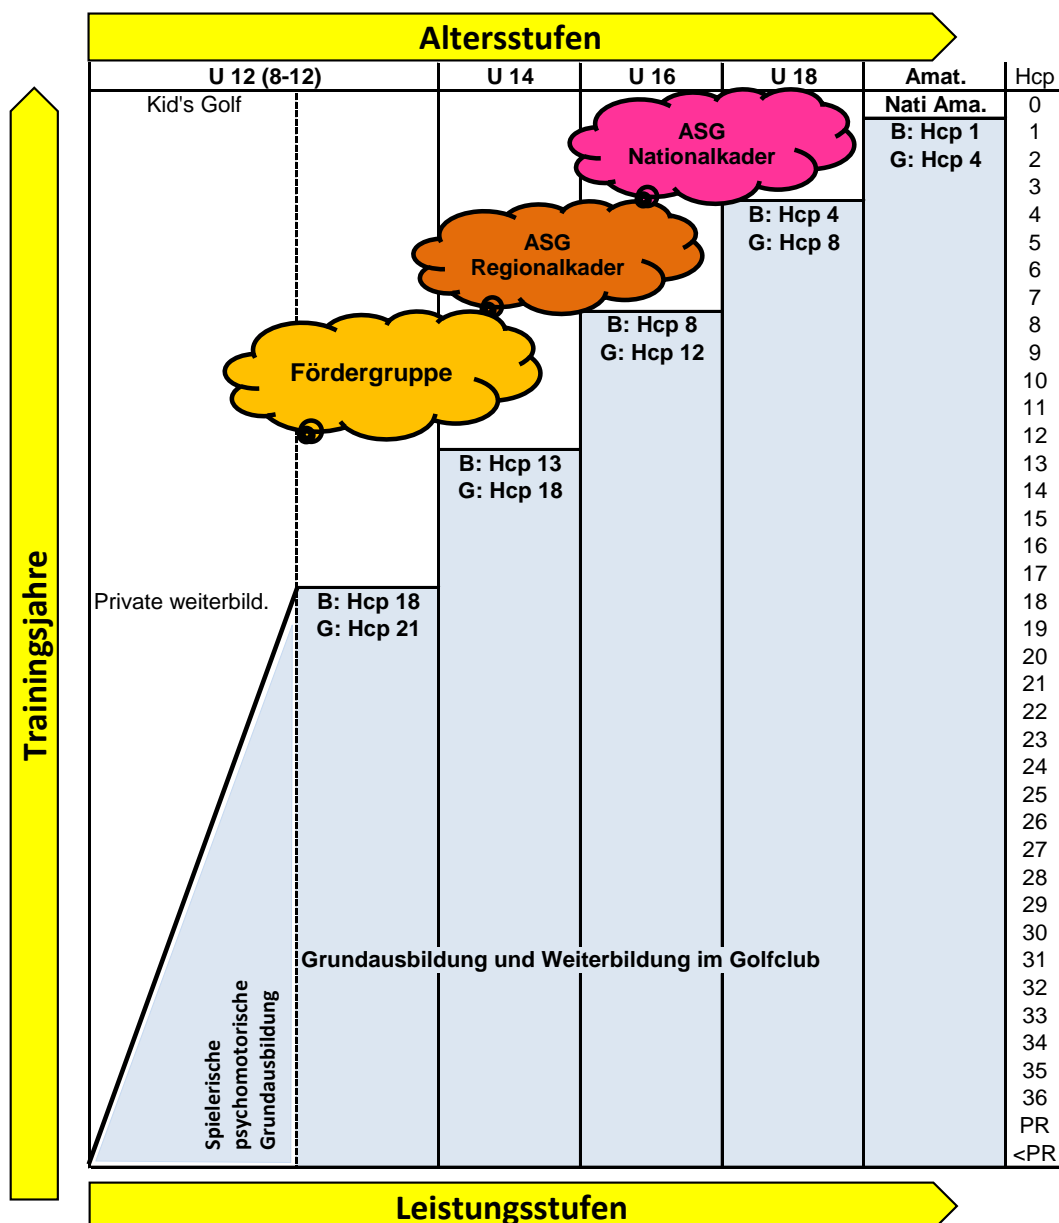 Altersstufen
U 12 (8-12) U 14 U 16 U 18 Amat. Hcp
Kid's Golf Nati Ama. 0
ASG
Nationalkader
B: Hcp 1 1
G: Hcp 4 2
3
B: Hcp 4 4
G: Hcp 8 5
ASG
Regionalkader
6
7
B: Hcp 8 8
G: Hcp 12 9
Fördergruppe
10
11
12
B: Hcp 13 13
G: Hcp 18 14
15
16
17
Private weiterbild. B: Hcp 18 18
G: Hcp 21 19
20
21
22
23
24
25
26
27
28
29
30
Grundausbildung und Weiterbildung im Golfclub 31
32
33
34
35
36
PR
<PR
Trainingsjahre
Spielerische
psychomotorische
Grundausbildung
Leistungsstufen